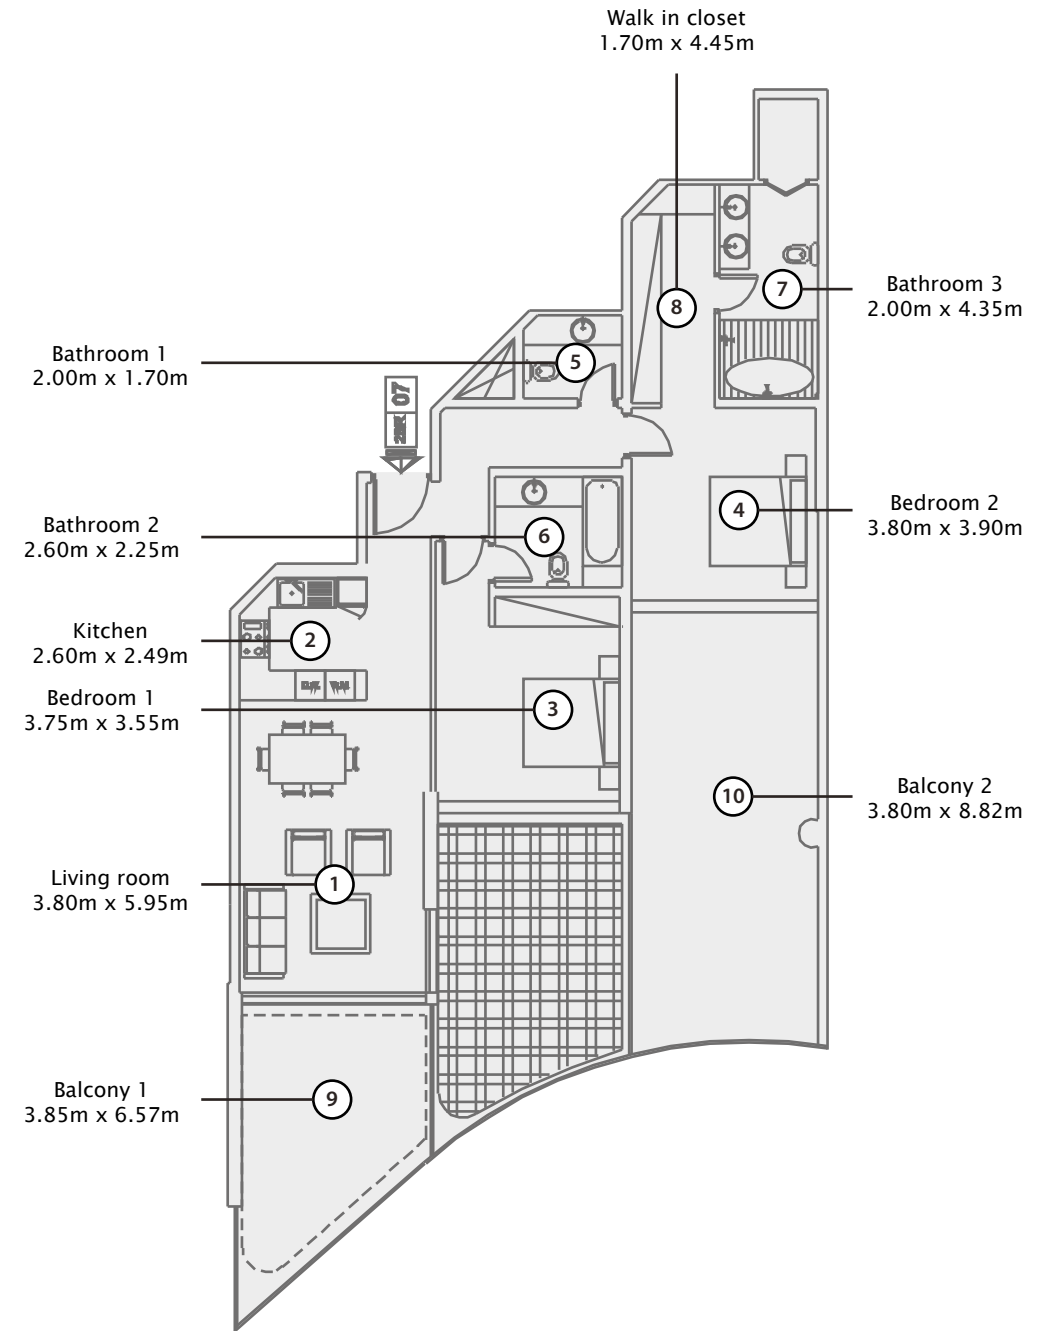 Walk in closet
1.70m x 4.45m
7
Bathroom 3
2.00m x 4.35m
8
Bathroom 1
2.00m x 1.70m
5
07
2BR
4
Bedroom 2
3.80m x 3.90m
Bathroom 2
2.60m x 2.25m
6
Kitchen
2.60m x 2.49m
2
Bedroom 1
3.75m x 3.55m
3
10
Balcony 2
3.80m x 8.82m
Living room
3.80m x 5.95m
1
Balcony 1
3.85m x 6.57m
9